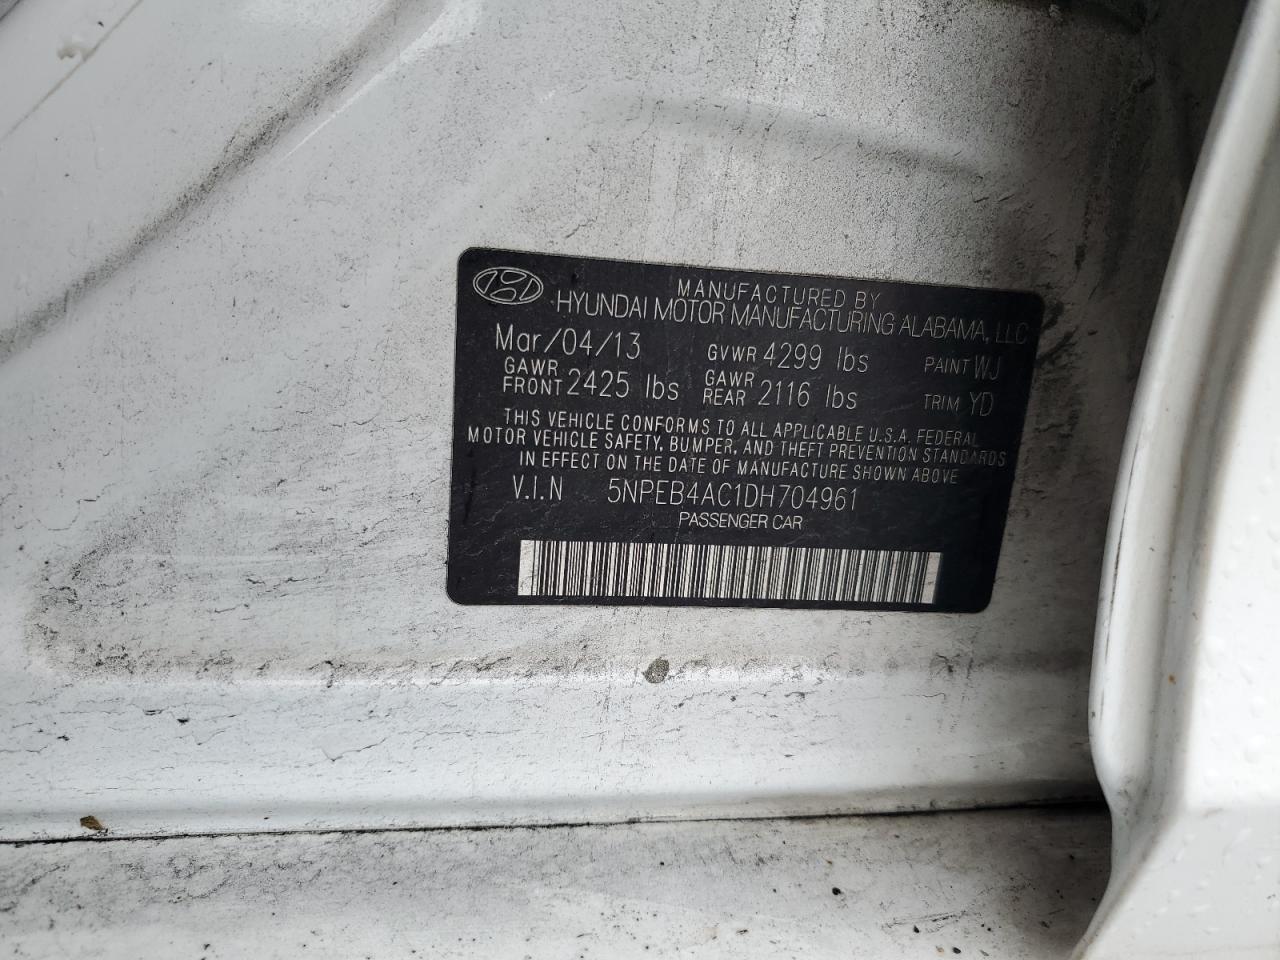 MANUFACTURED BY
HYUNDAI MOTOR MANUFACTURING ALABAMA, LLC
Mar/04/13 GVWR 4299 lbs PAINT WJ
GAWR FRONT 2425 lbs GAWR REAR 2116 lbs TRIM YD
THIS VEHICLE CONFORMS TO ALL APPLICABLE U.S.A. FEDERAL
MOTOR VEHICLE SAFETY, BUMPER, AND THEFT PREVENTION STANDARDS
IN EFFECT ON THE DATE OF MANUFACTURE SHOWN ABOVE
V.I.N 5NPEB4AC1DH704961
PASSENGER CAR